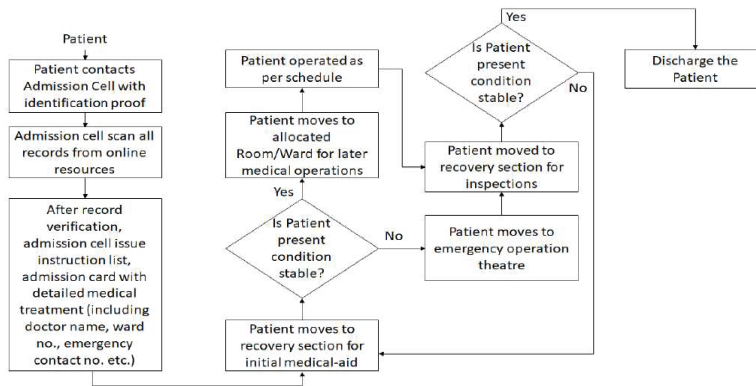 Patient
Patient contacts
Admission Cell with
identification proof
Admission cell scan all
records from online
resources
After record
verification,
admission cell issue
instruction list,
admission card with
detailed medical
treatment (including
doctor name, ward
no., emergency
contact no. etc.)
Patient moves to
recovery section for
initial medical-aid
Is Patient
present
condition
stable?
Yes
No
Patient moves to
allocated
Room/Ward for later
medical operations
Patient operated as
per schedule
Patient moves to
emergency operation
theatre
Patient moved to
recovery section for
inspections
Is Patient
present
condition
stable?
Yes
No
Discharge the
Patient